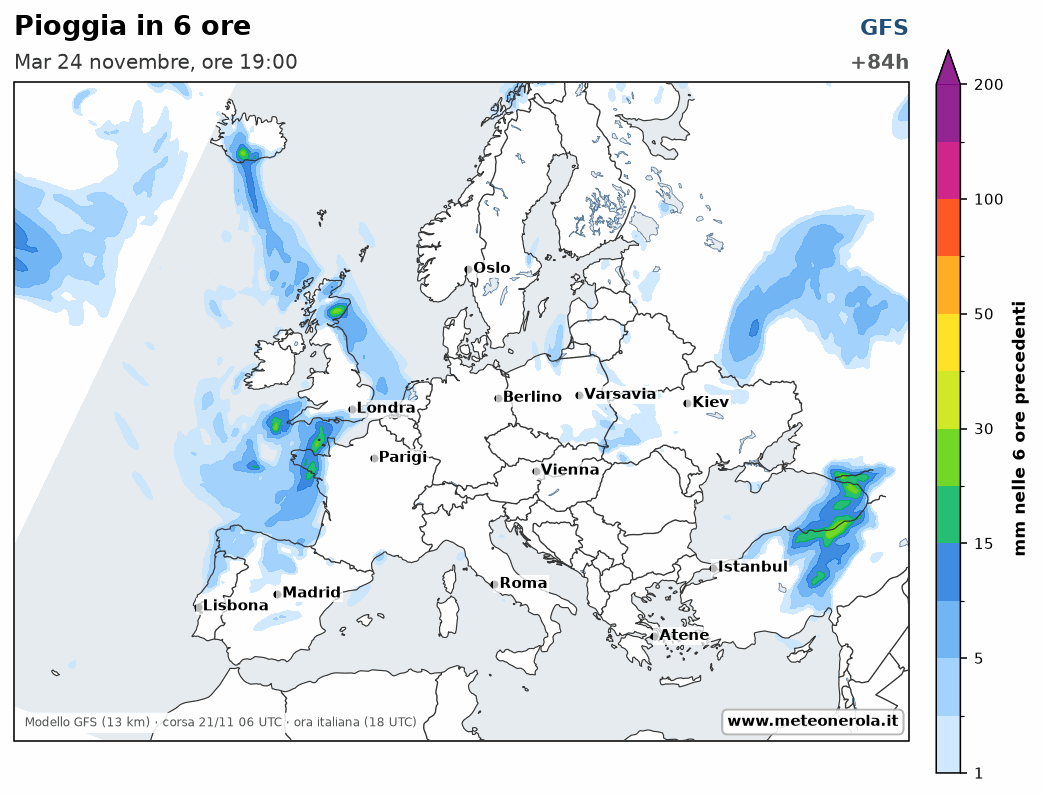 Pioggia in 6 ore
GFS
Mar 24 novembre, ore 19:00
+84h
200
100
50
30
15
5
1
mm nelle 6 ore precedenti
Oslo
Berlino
Varsavia
Kiev
Londra
Parigi
Vienna
Istanbul
Roma
Madrid
Lisbona
Atene
Modello GFS (13 km) · corsa 21/11 06 UTC · ora italiana (18 UTC)
www.meteonerola.it